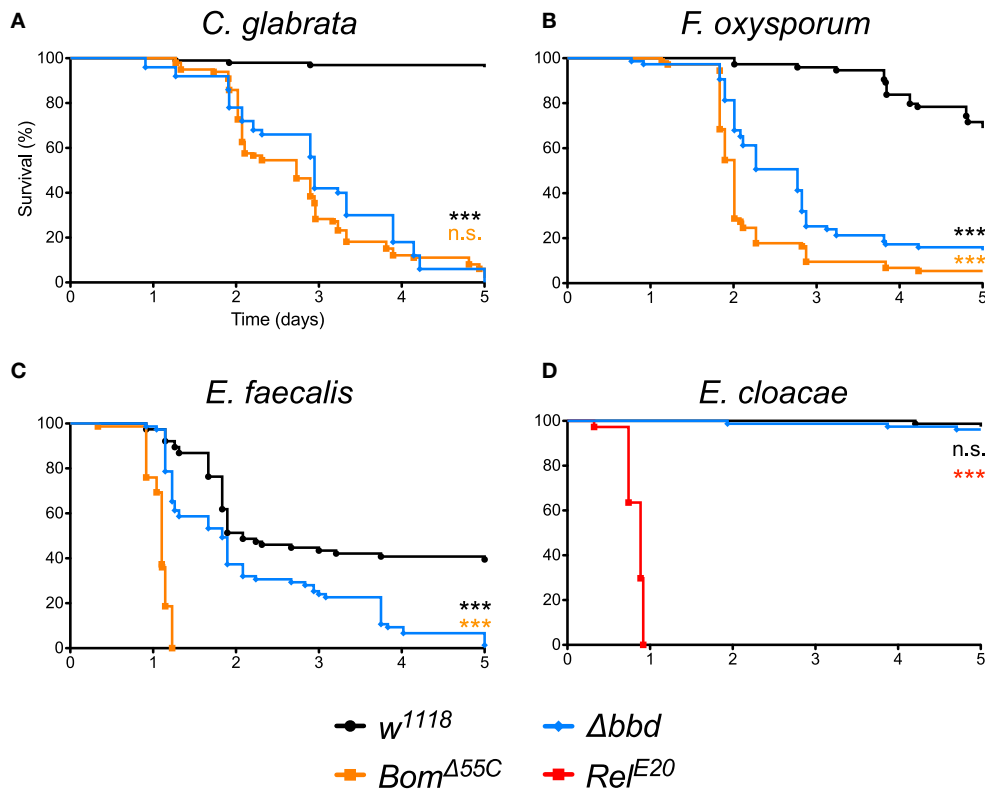 A
C. glabrata
Survival (%)
100
80
60
40
20
0
0 1 2 3 4 5
Time (days)
***
n.s.
B
F. oxysporum
100
80
60
40
20
0
0 1 2 3 4 5
***
***
C
E. faecalis
100
80
60
40
20
0
0 1 2 3 4 5
***
***
D
E. cloacae
100
80
60
40
20
0
0 1 2 3 4 5
n.s.
***
w1118
Δbbd
BomΔ55C
RelE20